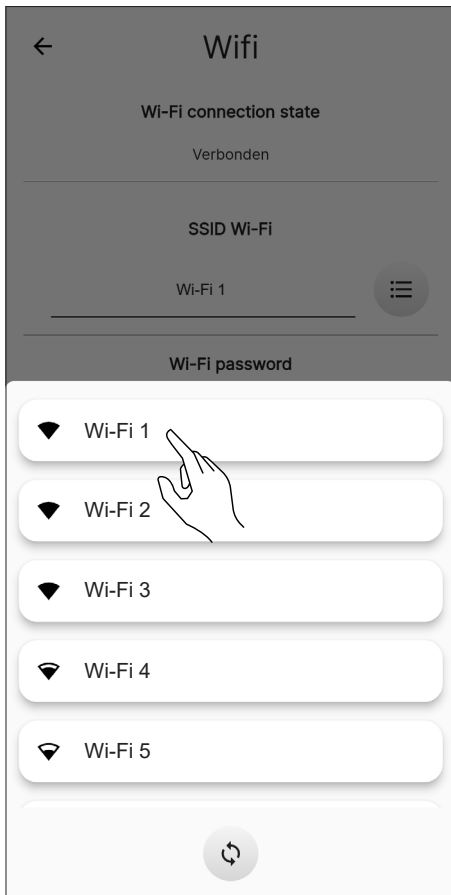 Wifi
Wi-Fi connection state
Verbonden
SSID Wi-Fi
Wi-Fi 1
Wi-Fi password
Wi-Fi 1
Wi-Fi 2
Wi-Fi 3
Wi-Fi 4
Wi-Fi 5